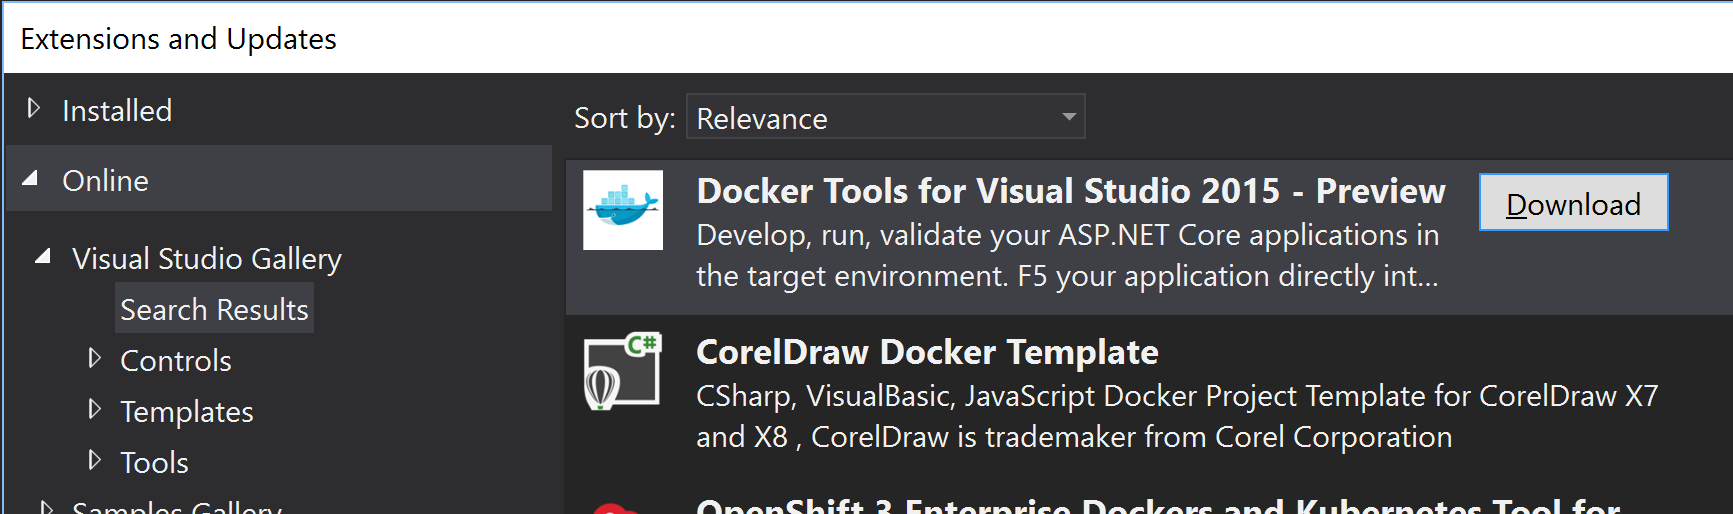 Extensions and Updates
Installed
Online
Visual Studio Gallery
Search Results
Controls
Templates
Tools
Samples Gallery
Sort by: Relevance
Docker Tools for Visual Studio 2015 - Preview
Download
Develop, run, validate your ASP.NET Core applications in
the target environment. F5 your application directly int...
C#
CorelDraw Docker Template
CSharp, VisualBasic, JavaScript Docker Project Template for CorelDraw X7
and X8 , CorelDraw is trademaker from Corel Corporation
OpenShift 3 Enterprise Dockers and Kubernetes Tool for